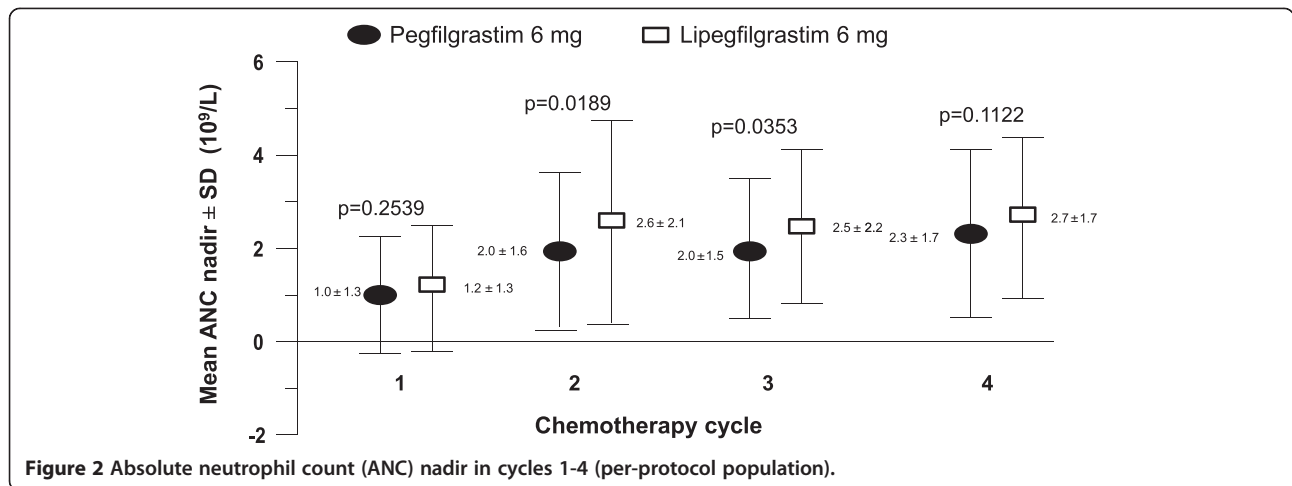 Pegfilgrastim 6 mg Lipegfilgrastim 6 mg
Mean ANC nadir ± SD (10⁹/L)
6
4
2
0
-2
p=0.2539
p=0.0189
p=0.0353
p=0.1122
1.0 ± 1.3
1.2 ± 1.3
2.0 ± 1.6
2.6 ± 2.1
2.0 ± 1.5
2.5 ± 2.2
2.3 ± 1.7
2.7 ± 1.7
1 2 3 4
Chemotherapy cycle
Figure 2 Absolute neutrophil count (ANC) nadir in cycles 1-4 (per-protocol population).